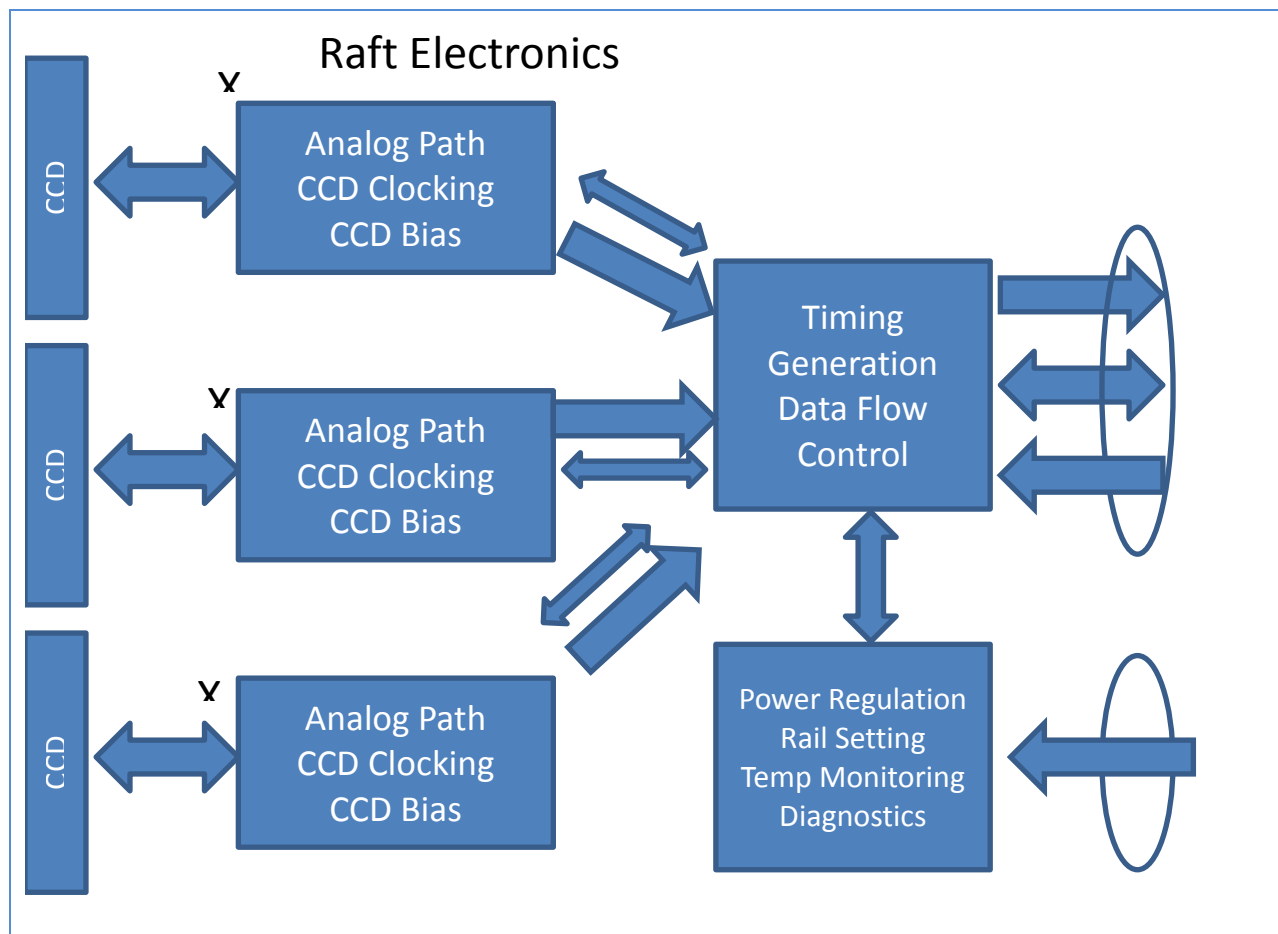 Raft Electronics
CCD
Analog Path
CCD Clocking
CCD Bias
CCD
Analog Path
CCD Clocking
CCD Bias
CCD
Analog Path
CCD Clocking
CCD Bias
Timing
Generation
Data Flow
Control
Power Regulation
Rail Setting
Temp Monitoring
Diagnostics